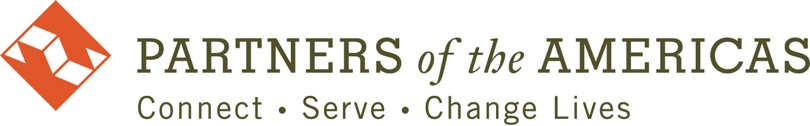 PARTNERS of the AMERICAS
Connect • Serve • Change Lives